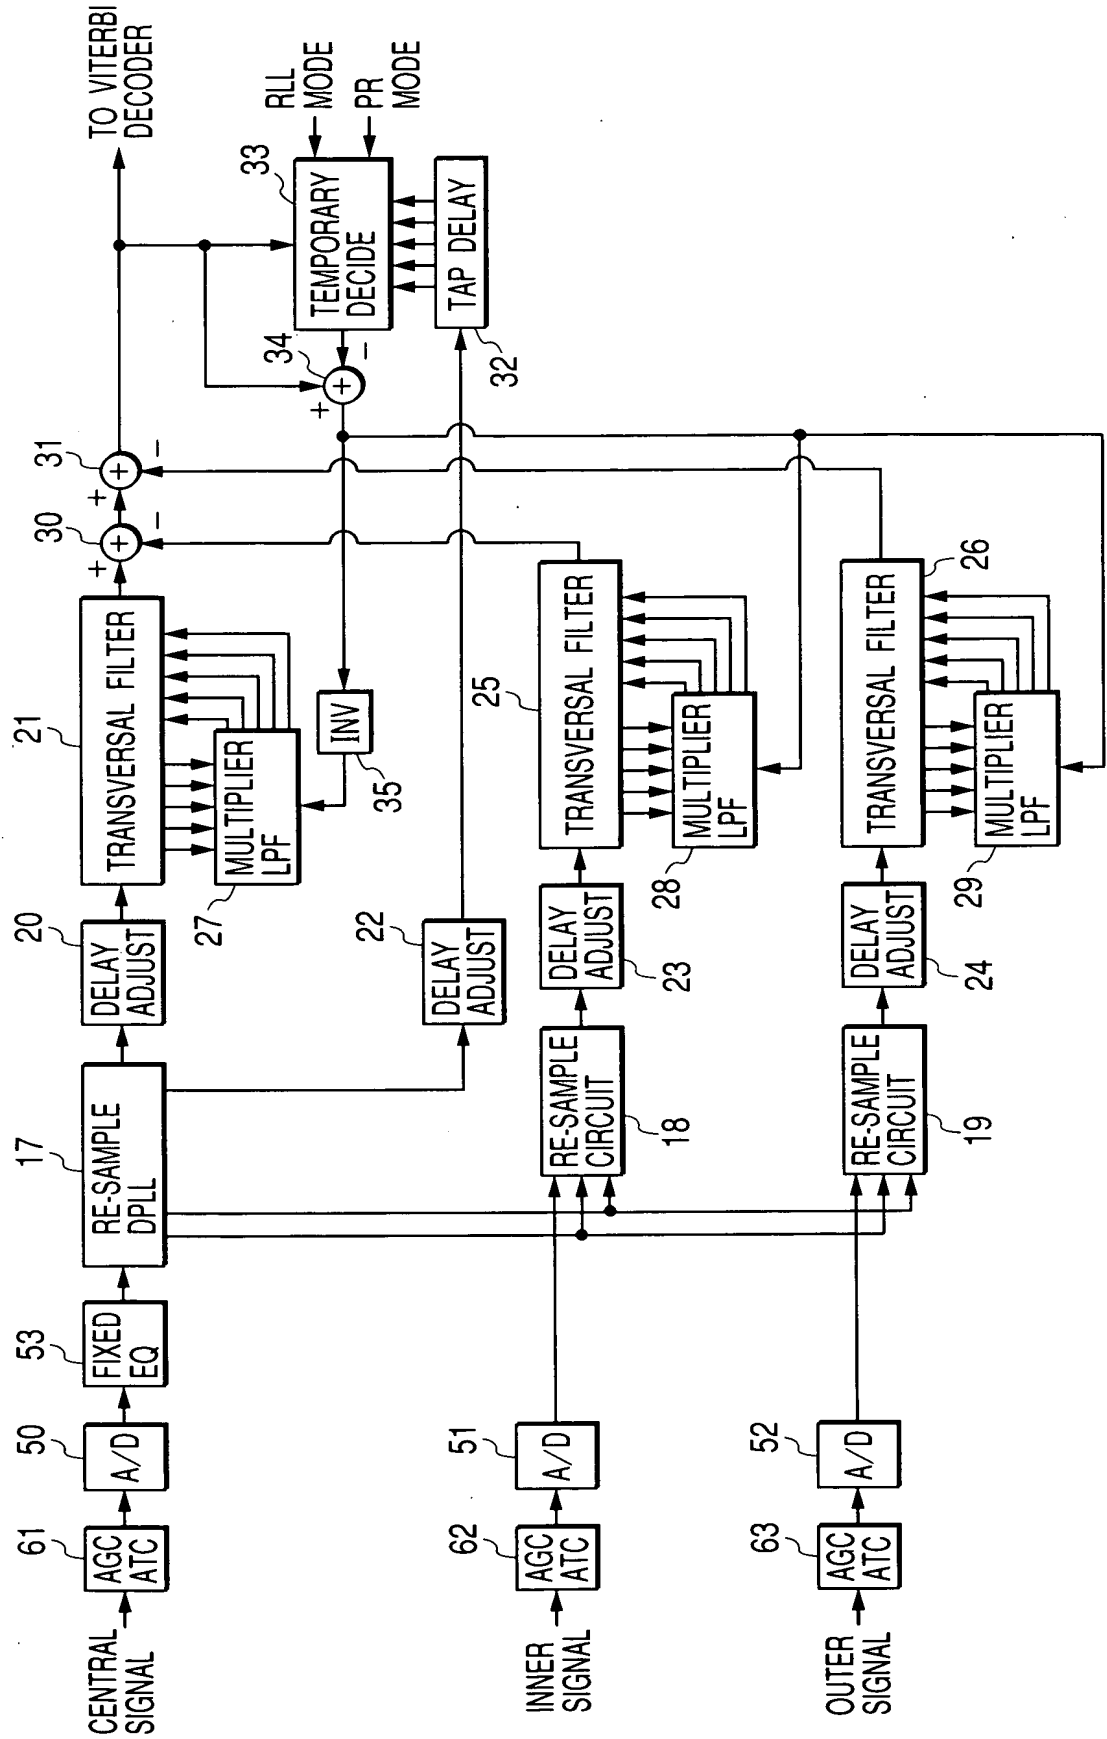 CENTRAL
SIGNAL
61
AGC
ATC
50
A/D
53
FIXED
EQ
17
RE-SAMPLE
DPLL
20
DELAY
ADJUST
21
TRANSVERSAL FILTER
27
MULTIPLIER
LPF
30
+
+
-
31
+
+
-
TO VITERBI
DECODER
INV
35
34
+
+
-
33
TEMPORARY
DECIDE
RLL
MODE
PR
MODE
TAP DELAY
32
22
DELAY
ADJUST
INNER
SIGNAL
62
AGC
ATC
51
A/D
RE-SAMPLE
CIRCUIT
18
DELAY
ADJUST
23
25
TRANSVERSAL FILTER
MULTIPLIER
LPF
28
OUTER
SIGNAL
63
AGC
ATC
52
A/D
RE-SAMPLE
CIRCUIT
19
DELAY
ADJUST
24
TRANSVERSAL FILTER
26
MULTIPLIER
LPF
29